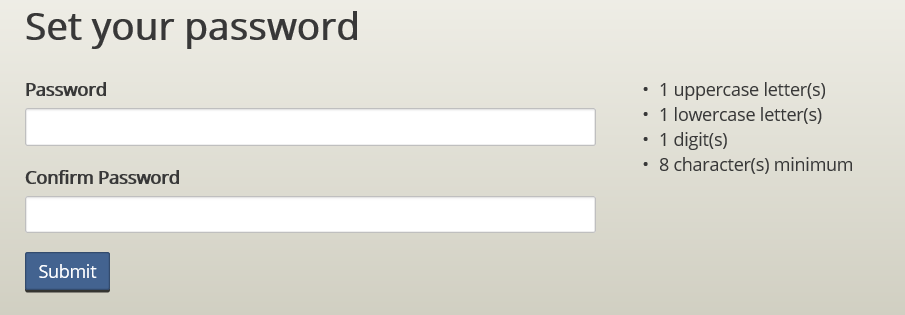 Set your password
Password
Confirm Password
Submit
• 1 uppercase letter(s)
• 1 lowercase letter(s)
• 1 digit(s)
• 8 character(s) minimum